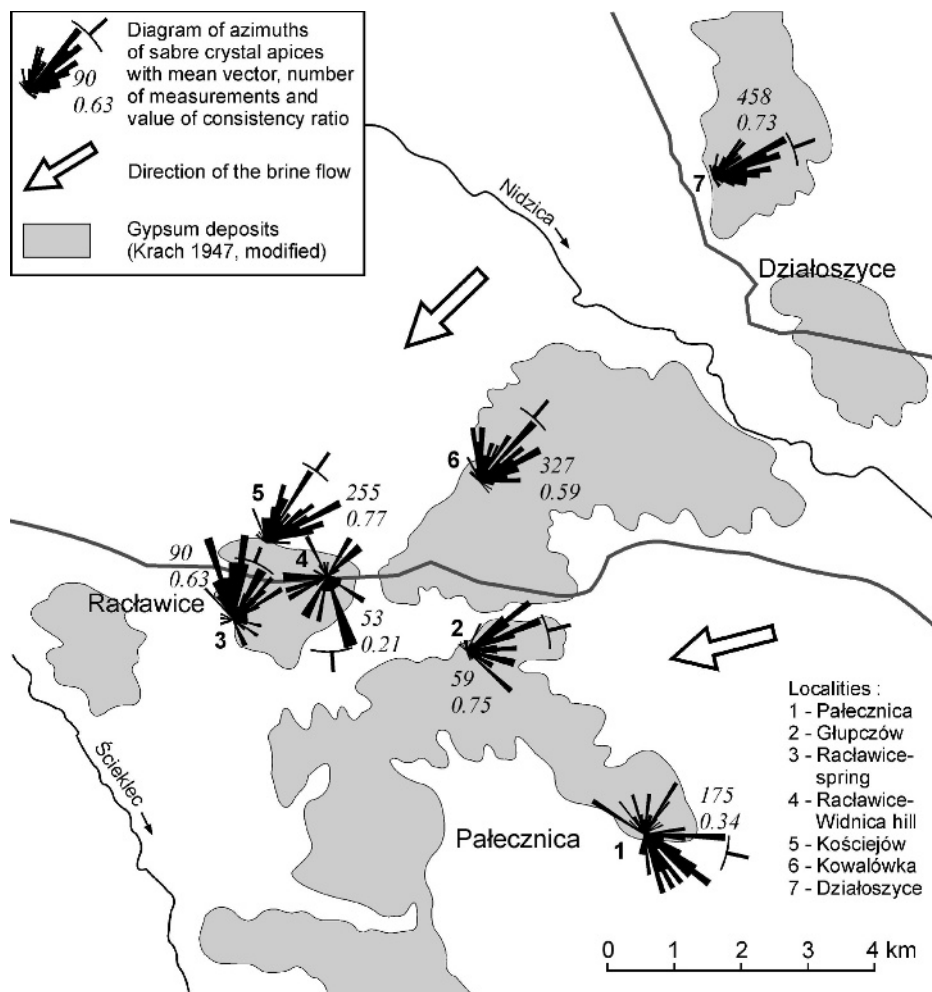 Diagram of azimuths
of sabre crystal apices
with mean vector, number
of measurements and
value of consistency ratio
90
0.63
Direction of the brine flow
Gypsum deposits
(Krach 1947, modified)
458
0.73
7
Nidzica
Działoszyce
6
327
0.59
5
255
0.77
4
90
0.63
Racławice
53
0.21
3
2
59
0.75
Ścieklec
Pałecznica
175
0.34
1
Localities :
1 - Pałecznica
2 - Głupczów
3 - Racławice-
spring
4 - Racławice-
Widnica hill
5 - Kościejów
6 - Kowalówka
7 - Działoszyce
0 1 2 3 4 km